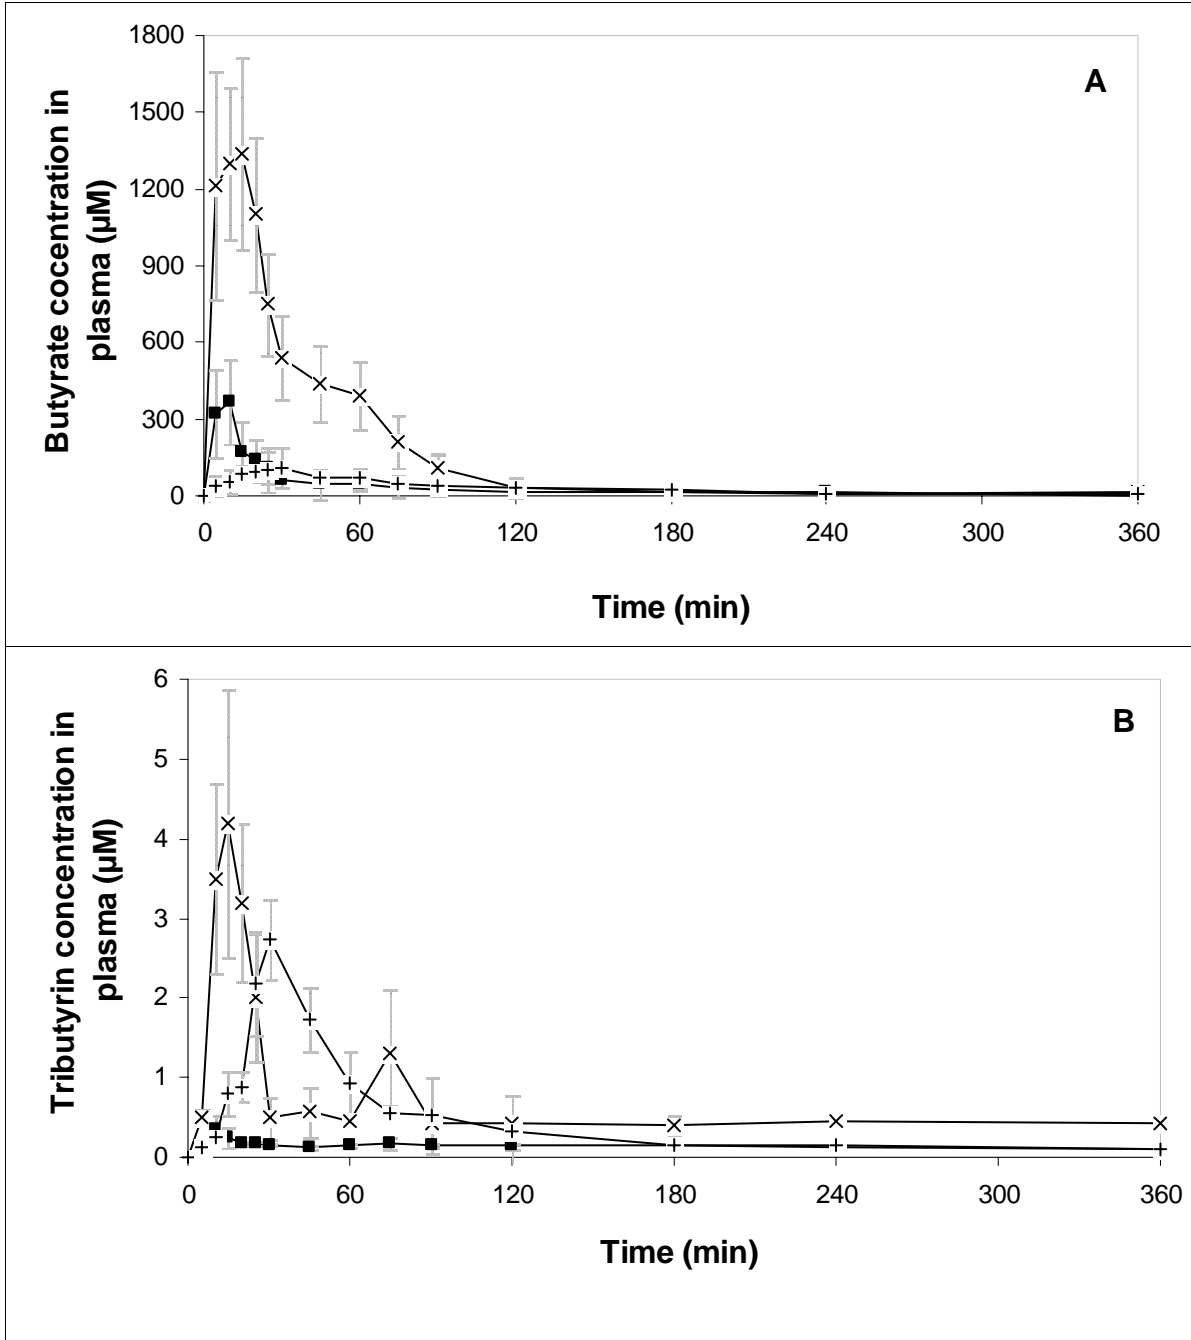 A
Butyrate cocentration in
plasma (µM)
1800
1500
1200
900
600
300
0
0 60 120 180 240 300 360
Time (min)
B
Tributyrin concentration in
plasma (µM)
6
5
4
3
2
1
0
0 60 120 180 240 300 360
Time (min)